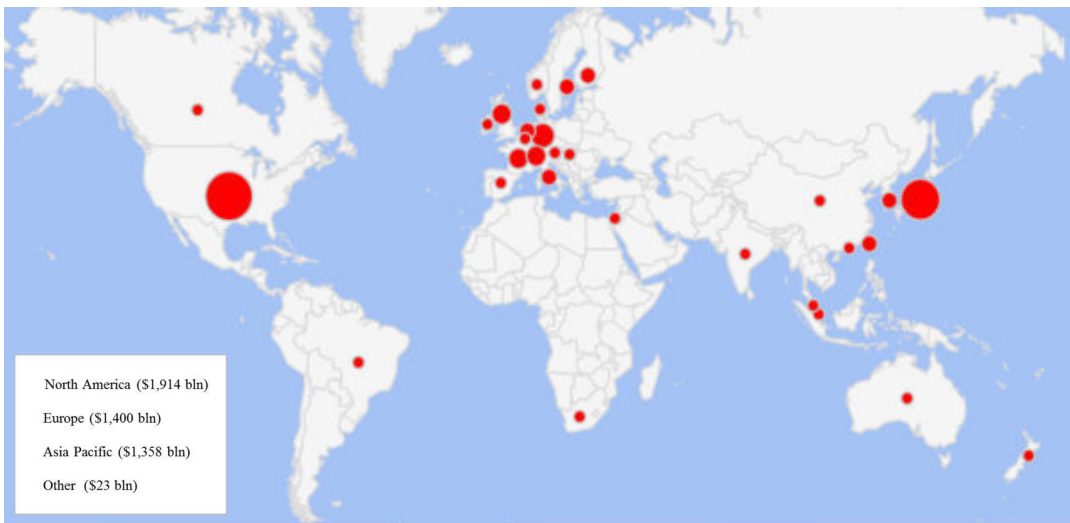 North America ($1,914 bln)
Europe ($1,400 bln)
Asia Pacific ($1,358 bln)
Other ($23 bln)